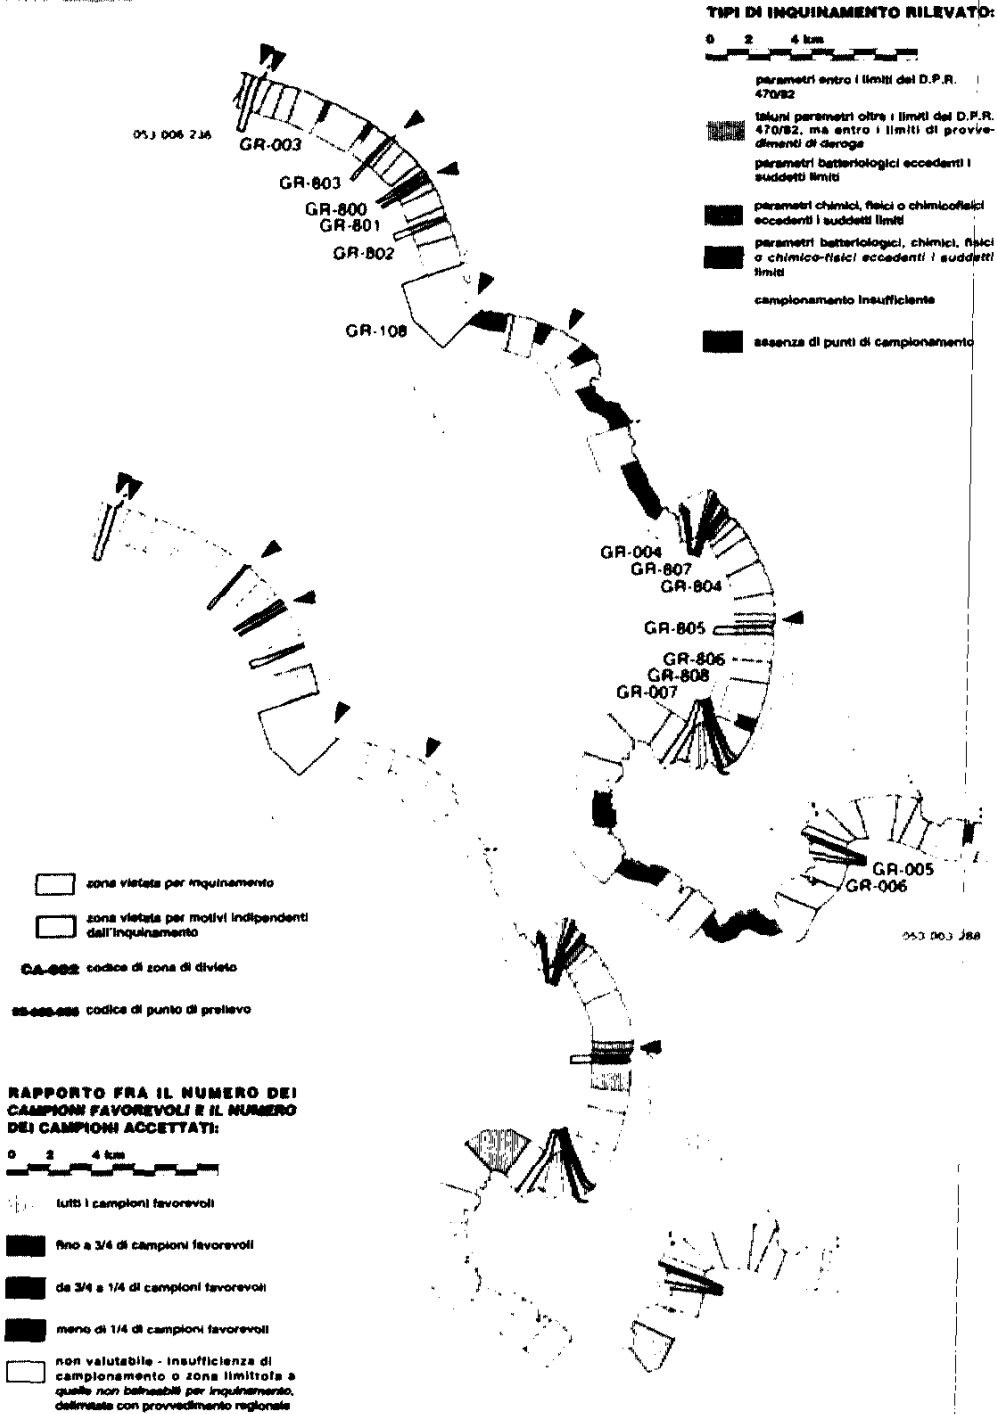 TIPI DI INQUINAMENTO RILEVATO:
0 2 4 km
parametri entro i limiti del D.P.R.
470/82
taluni parametri oltre i limiti del D.P.R.
470/82, ma entro i limiti di provve-
dimenti di deroga
parametri batteriologici eccedenti i
suddetti limiti
parametri chimici, fisici o chimicofisici
eccedenti i suddetti limiti
parametri batteriologici, chimici, fisici
o chimico-fisici eccedenti i suddetti
limiti
campionamento insufficiente
assenza di punti di campionamento
053 006 236
GR-003
GR-803
GR-800
GR-801
GR-802
GR-108
GR-004
GR-807
GR-804
GR-805
GR-806
GR-808
GR-007
GR-005
GR-006
053 003 288
zona vietata per inquinamento
zona vietata per motivi indipendenti
dall'inquinamento
CA-002 codice di zona di divieto
codice di punto di prelievo
RAPPORTO FRA IL NUMERO DEI
CAMPIONI FAVOREVOLI E IL NUMERO
DEI CAMPIONI ACCETTATI:
0 2 4 km
tutti i campioni favorevoli
fino a 3/4 di campioni favorevoli
da 3/4 a 1/4 di campioni favorevoli
meno di 1/4 di campioni favorevoli
non valutabile - insufficienza di
campionamento o zona limitrofa a
quelle non balneabili per inquinamento,
delimitate con provvedimento regionale